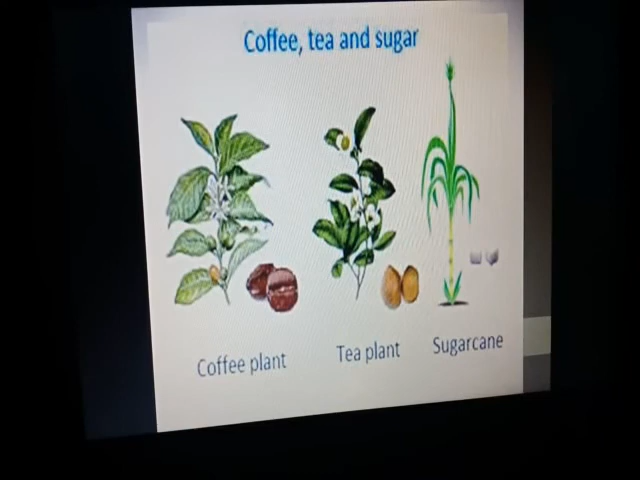 Coffee, tea and sugar
Coffee plant
Tea plant
Sugarcane